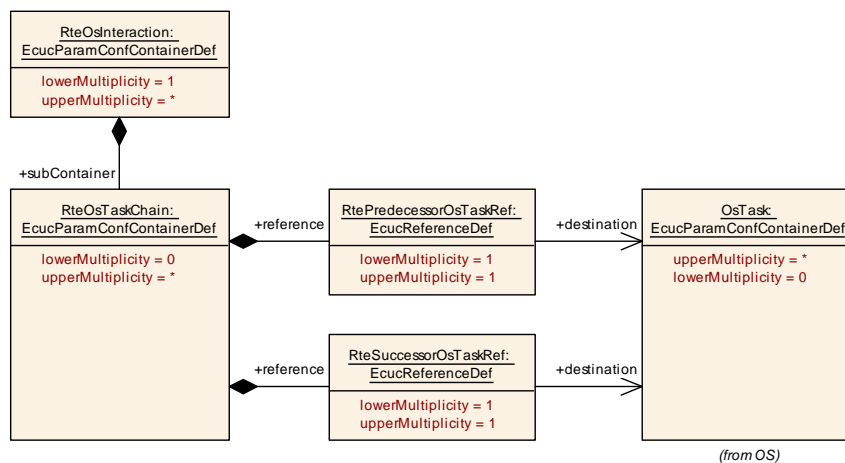 RteOsInteraction:
EcucParamConfContainerDef
lowerMultiplicity = 1
upperMultiplicity = *
+subContainer
RteOsTaskChain:
EcucParamConfContainerDef
lowerMultiplicity = 0
upperMultiplicity = *
+reference
RtePredecessorOsTaskRef:
EcucReferenceDef
lowerMultiplicity = 1
upperMultiplicity = 1
+destination
OsTask:
EcucParamConfContainerDef
upperMultiplicity = *
lowerMultiplicity = 0
+reference
RteSuccessorOsTaskRef:
EcucReferenceDef
lowerMultiplicity = 1
upperMultiplicity = 1
+destination
(from OS)